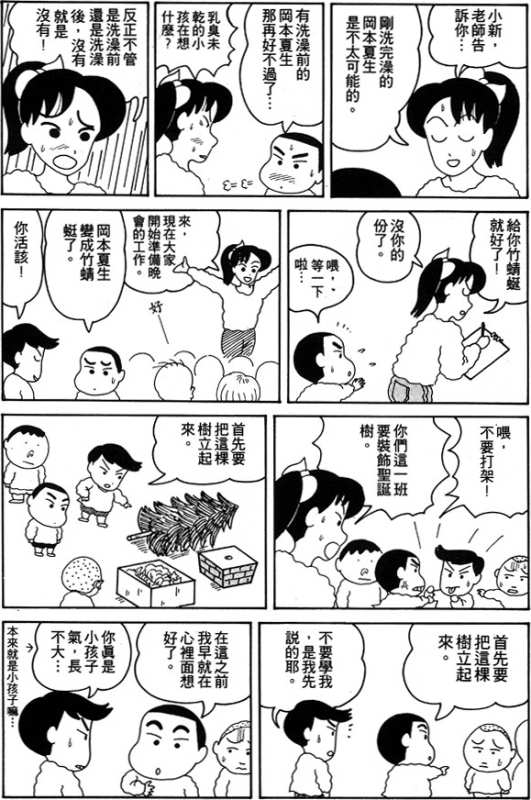 小新，
老師告
訴你…
剛洗完澡的
岡本夏生
是不太可能的。
有洗澡前的
岡本夏生
那再好不過了…
乳臭未
乾的小
孩在想
什麼？
反正不管
是洗澡前
還是洗澡
後，沒有
就是
沒有！
給你竹蜻蜓
就好了！
沒你的
份了。
喂，
等一下
啦…
來，
現在大家
開始準備晚
會的工作。
好
岡本夏生
變成竹蜻
蜓了。
你活該！
喂，
不要打架！
你們這一班
要裝飾聖誕
樹。
首先要
把這棵
樹立起
來。
首先要
把這棵
樹立起
來。
不要學我
，是我先
說的耶。
在這之前
我早就在
心裡面想
好了。
你真是
小孩子
氣，長
不大…
本來就是小孩子嘛…